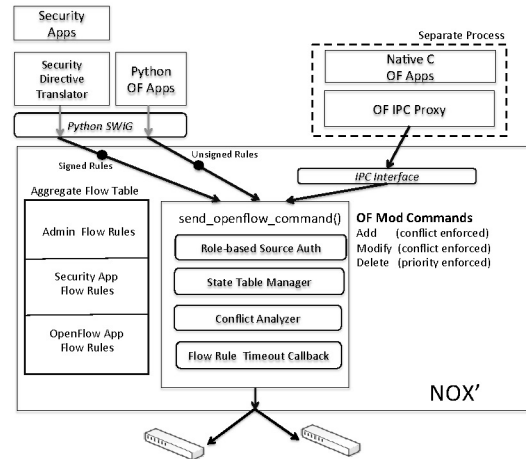 Security
Apps
Security
Directive
Translator
Python
OF Apps
Separate Process
Native C
OF Apps
OF IPC Proxy
Python SWIG
Signed Rules
Unsigned Rules
IPC Interface
Aggregate Flow Table
Admin Flow Rules
Security App
Flow Rules
OpenFlow App
Flow Rules
send_openflow_command()
Role-based Source Auth
State Table Manager
Conflict Analyzer
Flow Rule Timeout Callback
OF Mod Commands
Add (conflict enforced)
Modify (conflict enforced)
Delete (priority enforced)
NOX'